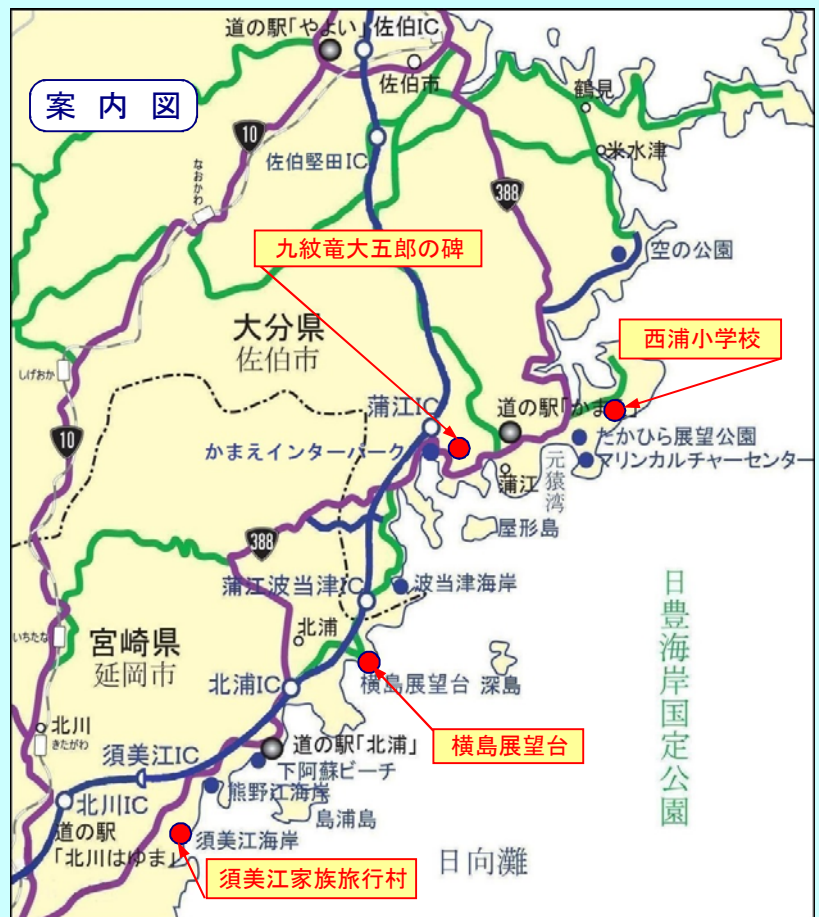 道の駅「やよい」
佐伯IC
佐伯市
案内図
鶴見
10
佐伯堅田IC
米水津
なおかわ
388
九紋竜大五郎の碑
空の公園
大分県
佐伯市
西浦小学校
しげおか
蒲江IC
道の駅「かま
たかひら展望公園
10
かまえインターパーク
マリンカルチャーセンター
蒲江
元猿湾
屋形島
388
蒲江波当津IC
波当津海岸
日豊海岸国定公園
いちたな
宮崎県
延岡市
北浦
北浦IC
横島展望台
深島
北川
きたがわ
須美江IC
道の駅「北浦」
横島展望台
下阿蘇ビーチ
北川IC
熊野江海岸
島浦島
道の駅
「北川はゆま」
須美江海岸
日向灘
須美江家族旅行村